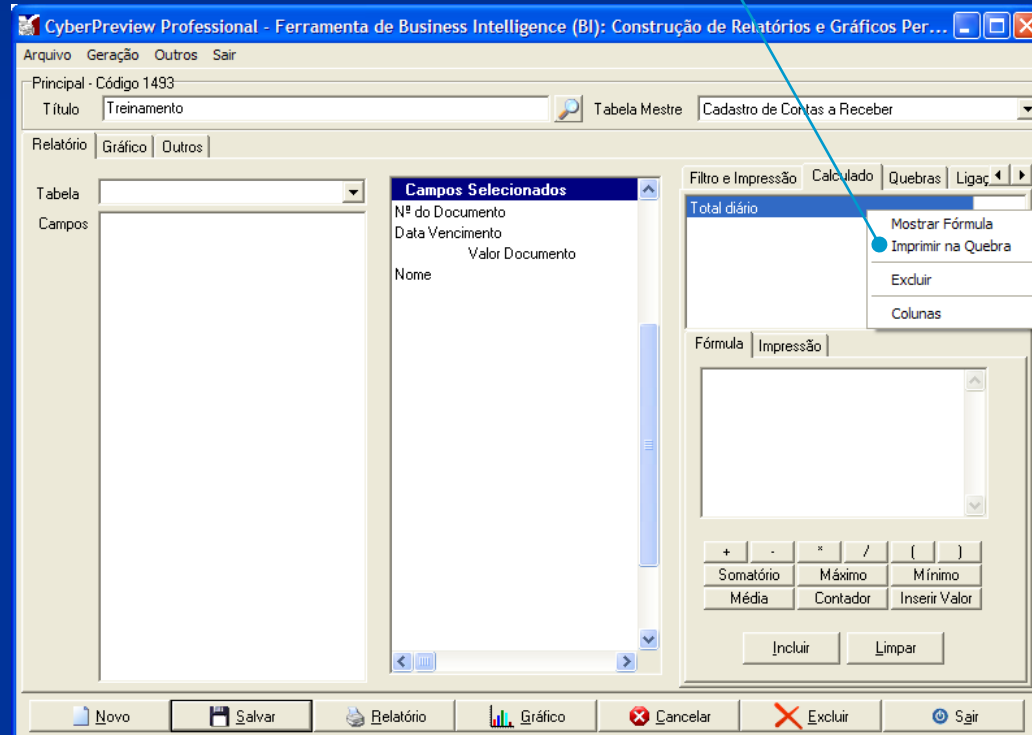 CyberPreview Professional - Ferramenta de Business Intelligence (BI): Construção de Relatórios e Gráficos Per...
Arquivo Geração Outros Sair
Principal - Código 1493
Título Treinamento Tabela Mestre Cadastro de Contas a Receber
Relatório Gráfico Outros
Tabela
Campos
Campos Selecionados
Nº do Documento
Data Vencimento
Valor Documento
Nome
Filtro e Impressão Calculado Quebras Ligaç
Total diário
Mostrar Fórmula
Imprimir na Quebra
Excluir
Colunas
Fórmula Impressão
+ - * / ( )
Somatório Máximo Mínimo
Média Contador Inserir Valor
Incluir Limpar
Novo Salvar Relatório Gráfico Cancelar Excluir Sair